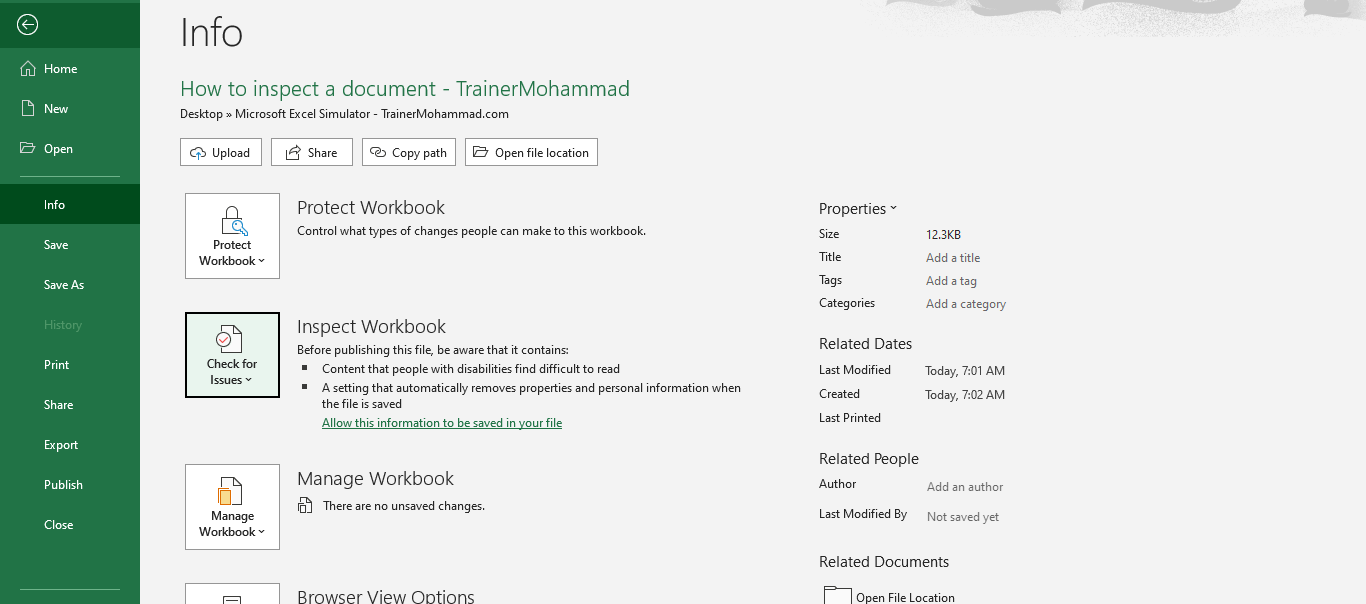 Info
Home
New
Open
Info
Save
Save As
History
Print
Share
Export
Publish
Close
How to inspect a document - TrainerMohammad
Desktop » Microsoft Excel Simulator - TrainerMohammad.com
Upload
Share
Copy path
Open file location
Protect
Workbook
Protect Workbook
Control what types of changes people can make to this workbook.
Check for
Issues
Inspect Workbook
Before publishing this file, be aware that it contains:
Content that people with disabilities find difficult to read
A setting that automatically removes properties and personal information when
the file is saved
Allow this information to be saved in your file
Manage
Workbook
Manage Workbook
There are no unsaved changes.
Browser View Options
Properties
Size 12.3KB
Title Add a title
Tags Add a tag
Categories Add a category
Related Dates
Last Modified Today, 7:01 AM
Created Today, 7:02 AM
Last Printed
Related People
Author Add an author
Last Modified By Not saved yet
Related Documents
Open File Location